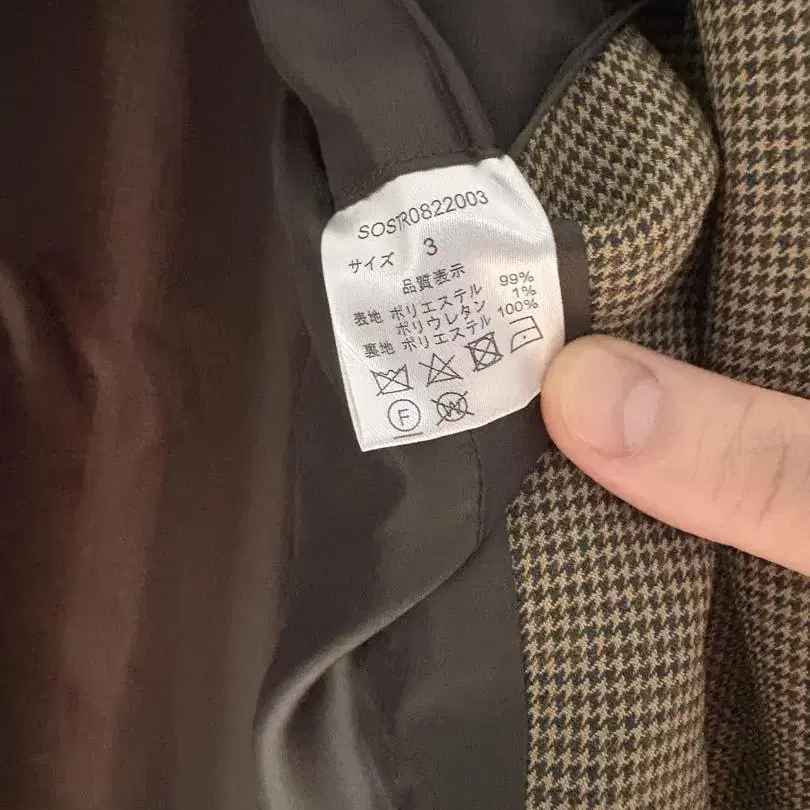 SOSTR0822003
サイズ 3
品質表示
表地 ポリエステル 99%
ポリウレタン 1%
裏地 ポリエステル 100%
F W